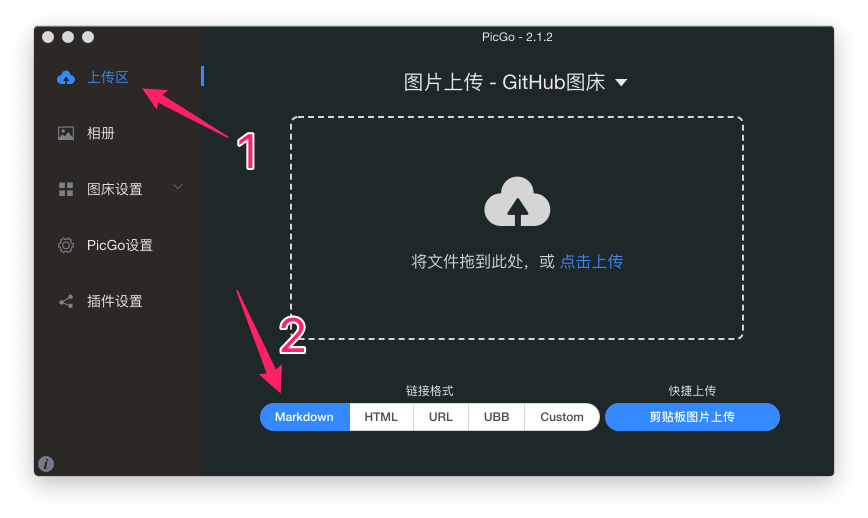 PicGo - 2.1.2
上传区
相册
图床设置
PicGo设置
插件设置
图片上传 - GitHub图床
1
将文件拖到此处，或 点击上传
2
链接格式
Markdown HTML URL UBB Custom
快捷上传
剪贴板图片上传
i